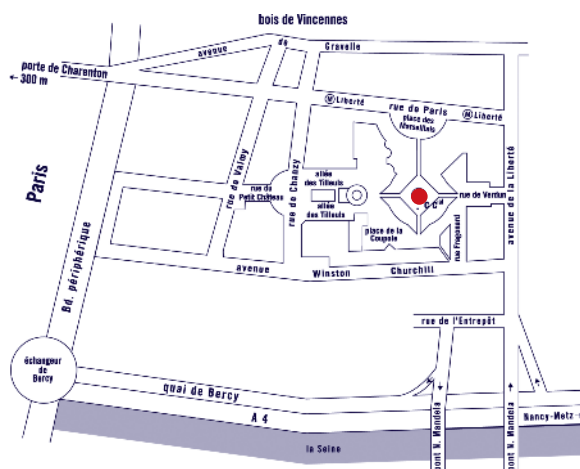 bois de Vincennes
avenue de Gravelle
porte de Charenton
← 300 m
M Liberté
rue de Paris
place des
Marseillais
M Liberté
Paris
Bd. périphérique
rue de Valmy
rue de Chanzy
rue du
Petit Château
allée
des Tilleuls
allée
des Tilleuls
place de la
Coupole
rue de Verdun
rue Fragonard
avenue de la Liberté
avenue Winston Churchill
rue de l'Entrepôt
échangeur
de
Bercy
quai de Bercy
A 4
Nancy-Metz
la Seine
pont N. Mandela
pont N. Mandela